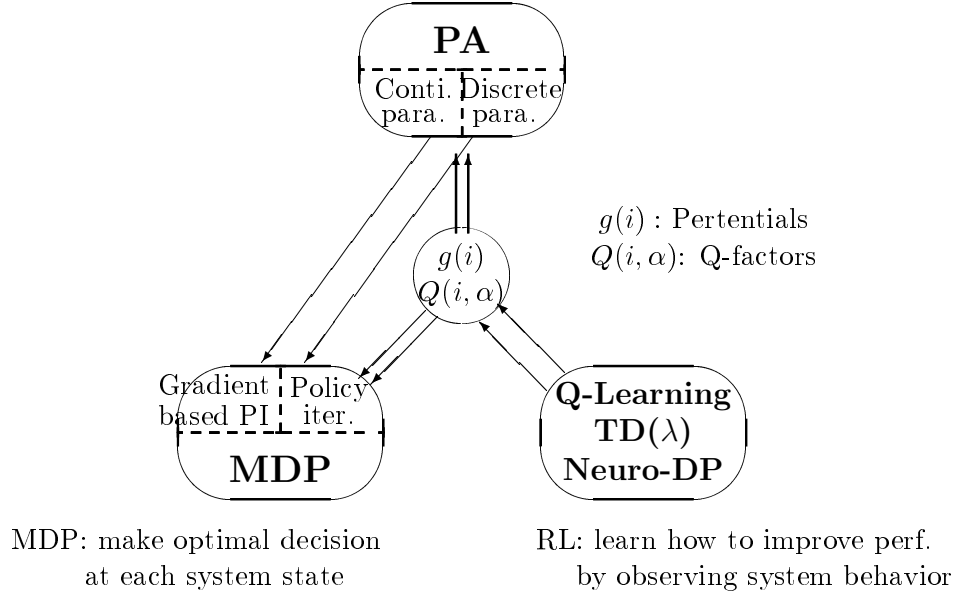 PA
Conti. Discrete
para. para.
g(i) : Pertentials
Q(i, α): Q-factors
g(i)
Q(i, α)
Gradient Policy
based PI iter.
MDP
Q-Learning
TD(λ)
Neuro-DP
MDP: make optimal decision
at each system state
RL: learn how to improve perf.
by observing system behavior